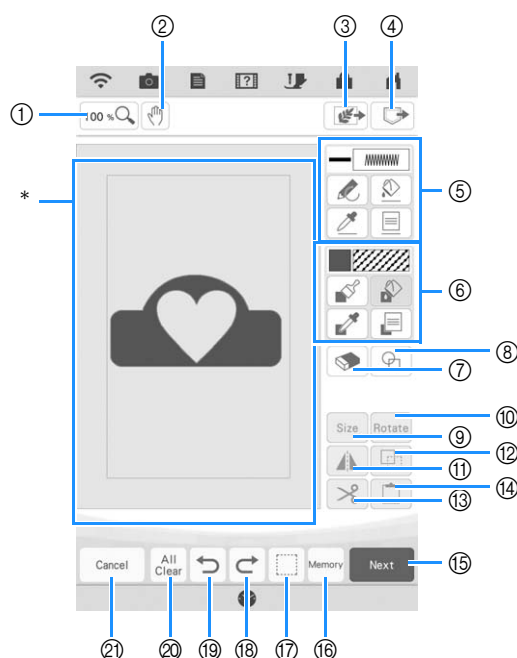 ② ③ ④
?
① 100 % 
*
⑤
⑥
⑦ ⑧
Size Rotate
⑨ ⑩
⑪ ⑫
⑬ ⑭
Cancel All Clear Memory Next ⑮
㉑ ⑳ ⑲ ⑱ ⑰ ⑯